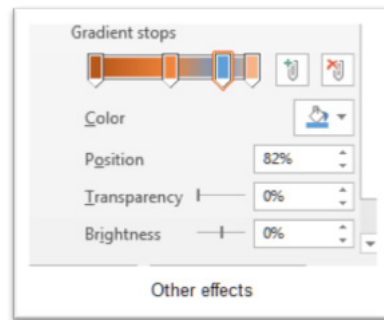 Gradient stops
Color
Position 82%
Transparency 0%
Brightness 0%
Other effects